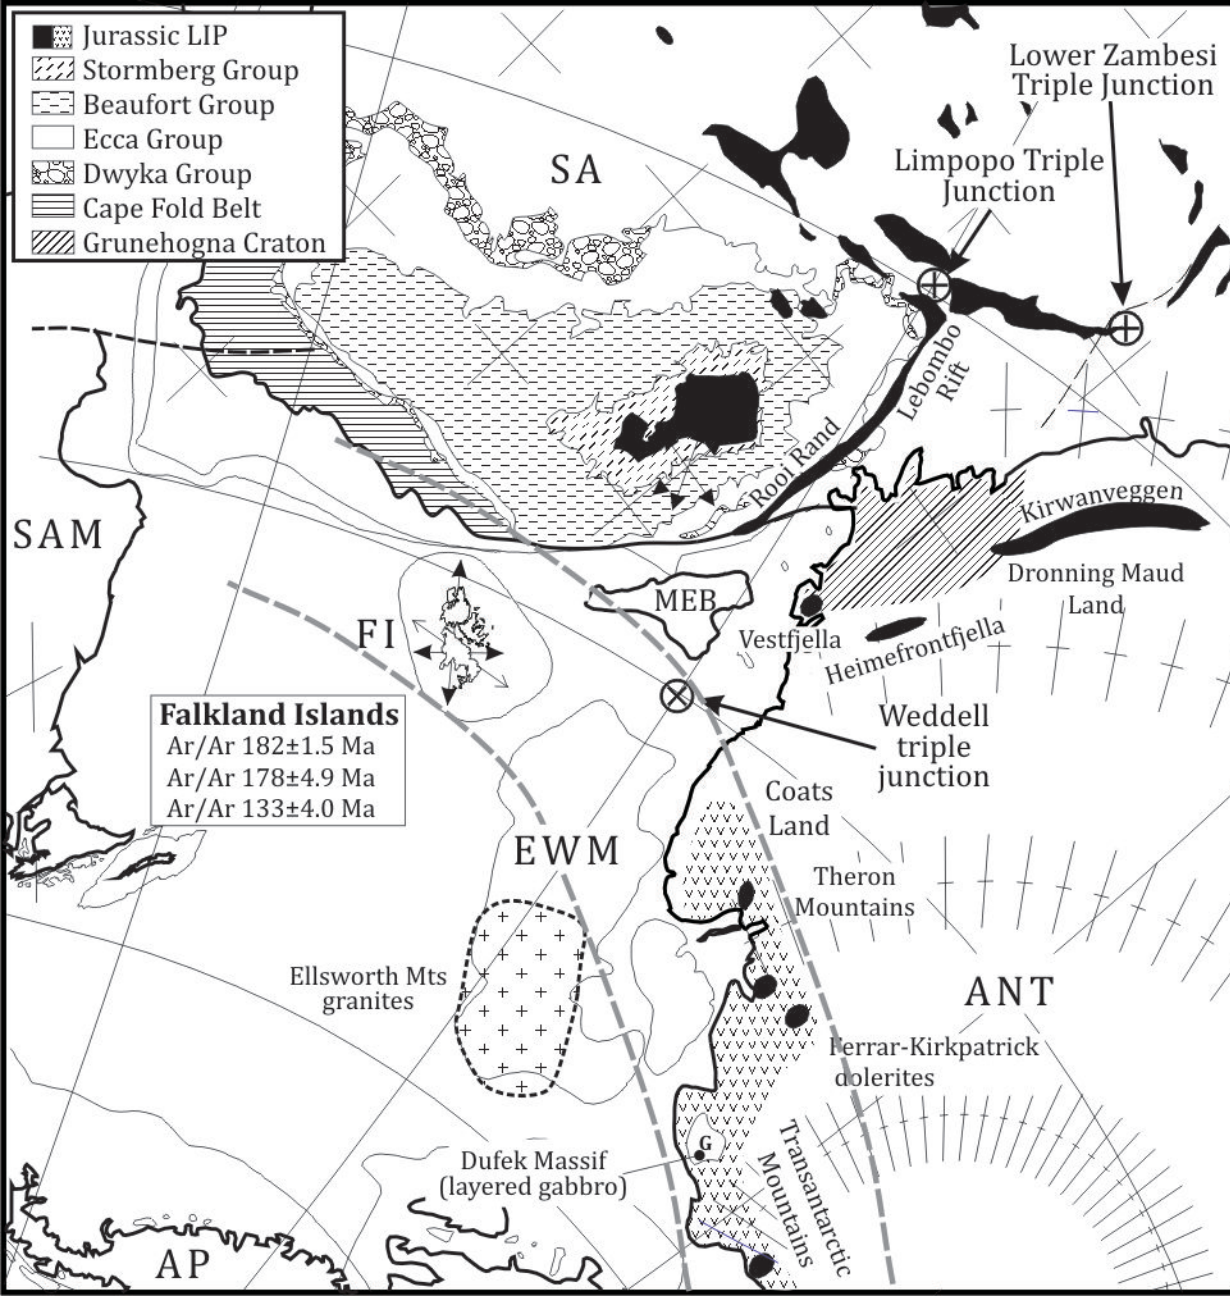 Jurassic LIP
Stormberg Group
Beaufort Group
Ecca Group
Dwyka Group
Cape Fold Belt
Grunehogna Craton
Lower Zambesi
Triple Junction
SA
Limpopo Triple
Junction
Lebombo
Rift
Rooi Rand
SAM
Kirwanveggen
Dronning Maud
Land
MEB
FI
Vestfjella
Heimefrontfjella
Falkland Islands
Ar/Ar 182±1.5 Ma
Ar/Ar 178±4.9 Ma
Ar/Ar 133±4.0 Ma
Weddell
triple
junction
Coats
Land
EWM
Theron
Mountains
Ellsworth Mts
granites
ANT
Ferrar-Kirkpatrick
dolerites
G
Dufek Massif
(layered gabbro)
Transantarctic
Mountains
AP